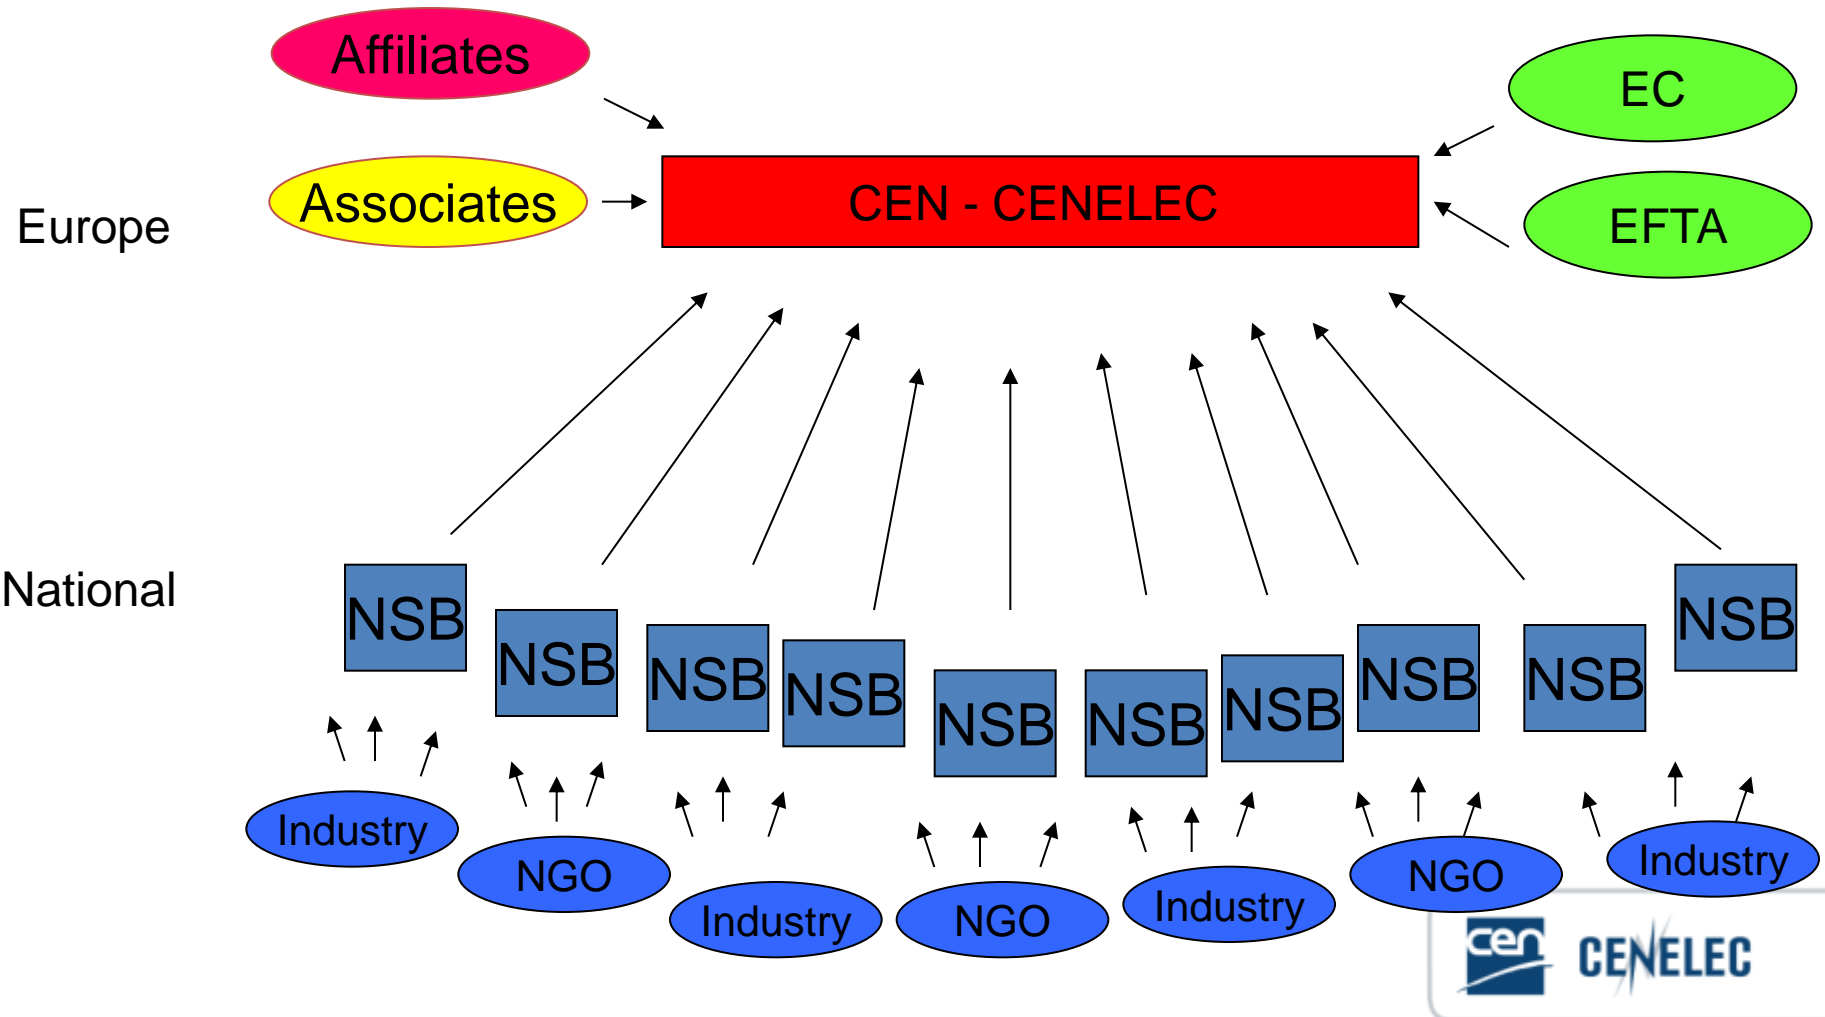 Affiliates
EC
Associates
CEN - CENELEC
EFTA
Europe
National
NSB
NSB
NSB
NSB
NSB
NSB
NSB
NSB
NSB
NSB
Industry
NGO
Industry
NGO
Industry
NGO
Industry
cen
CENELEC